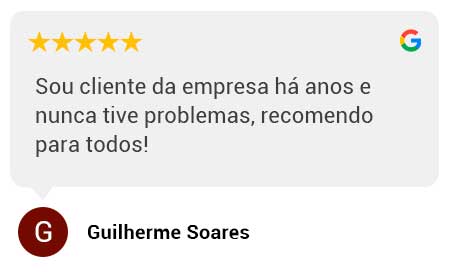 Sou cliente da empresa há anos e
nunca tive problemas, recomendo
para todos!
G
Guilherme Soares